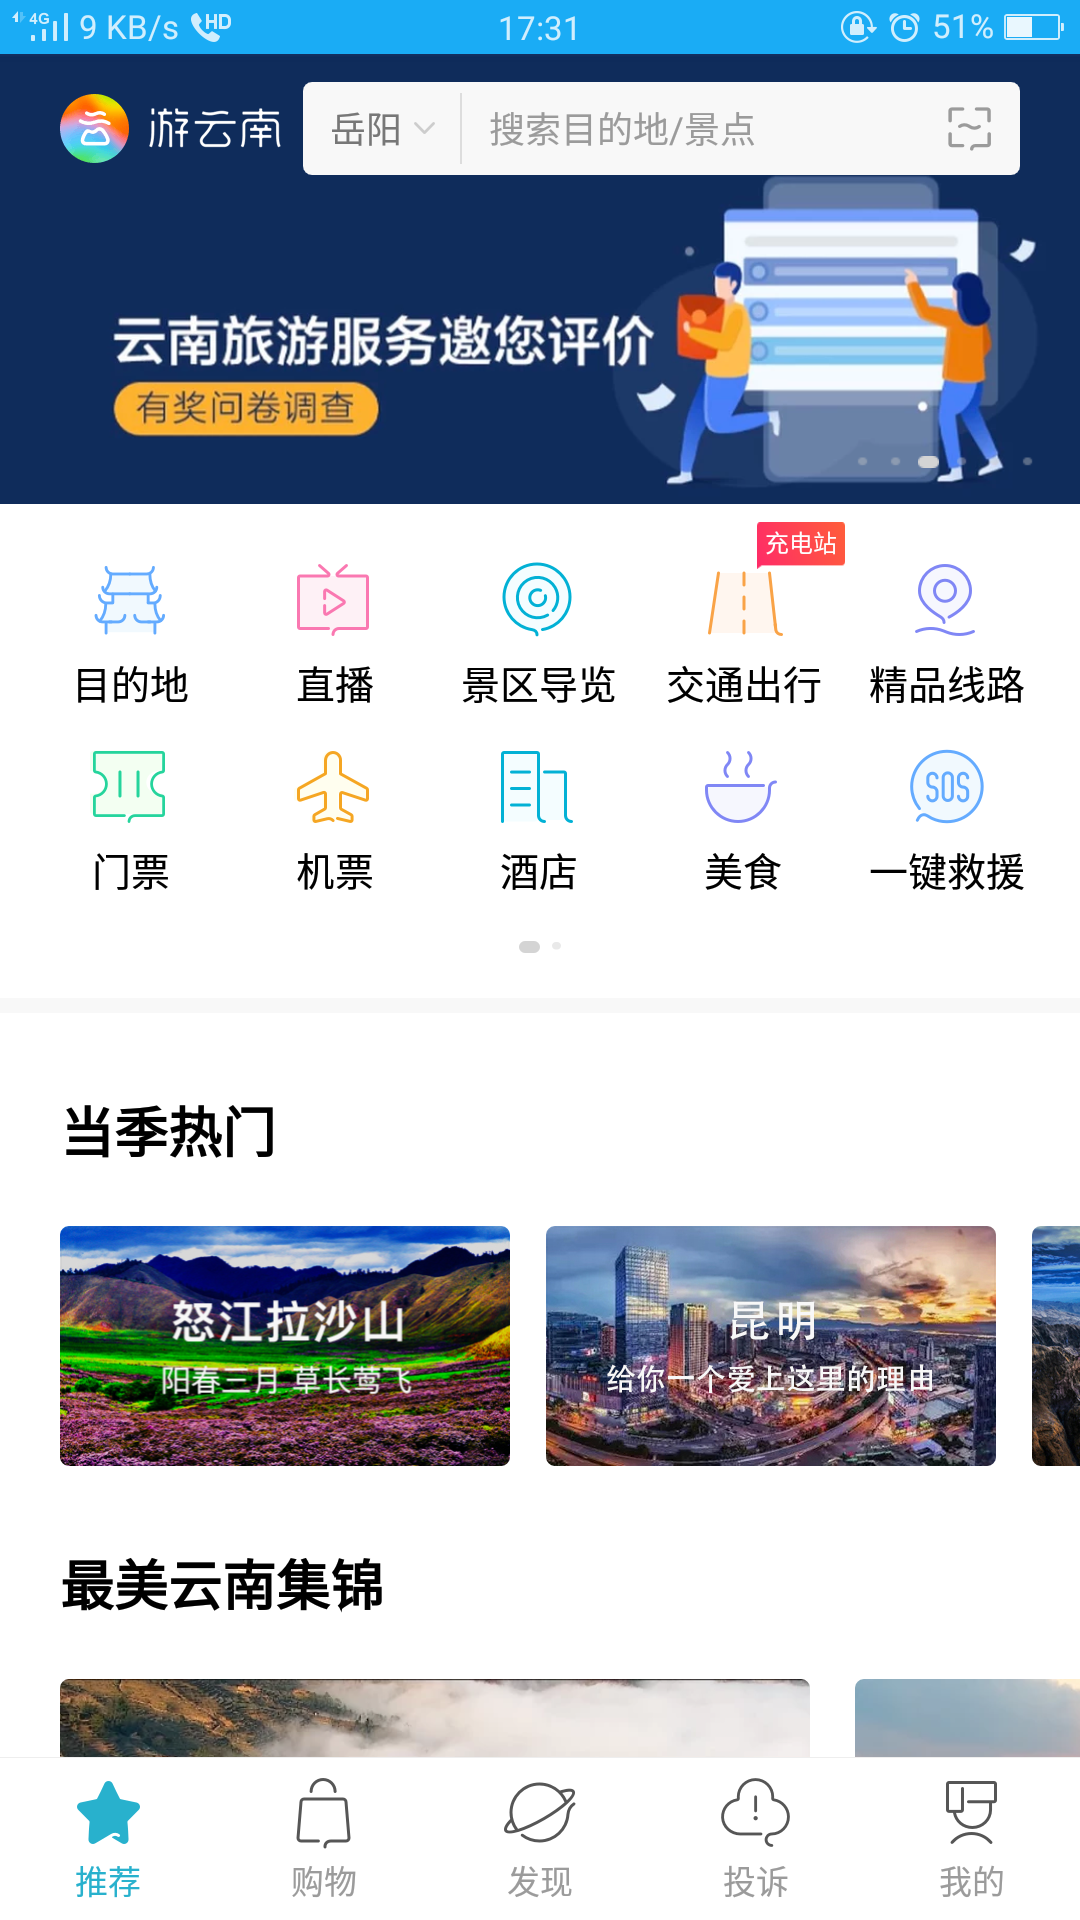 4G 9 KB/s HD 17:31 51%
游云南 岳阳 搜索目的地/景点
云南旅游服务邀您评价
有奖问卷调查
充电站
目的地 直播 景区导览 交通出行 精品线路
SOS
门票 机票 酒店 美食 一键救援
当季热门
怒江拉沙山 昆明
阳春三月 草长莺飞 给你一个爱上这里的理由
最美云南集锦
推荐 购物 发现 投诉 我的